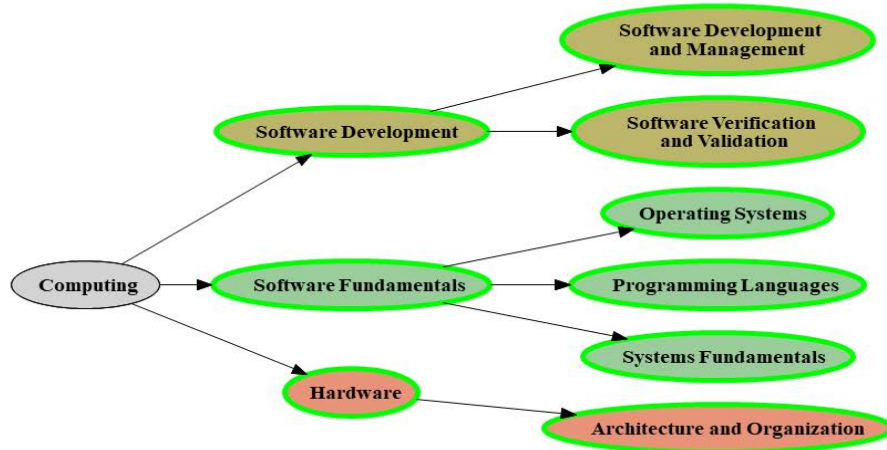 Software Development
and Management
Software Development
Software Verification
and Validation
Operating Systems
Computing
Software Fundamentals
Programming Languages
Systems Fundamentals
Hardware
Architecture and Organization